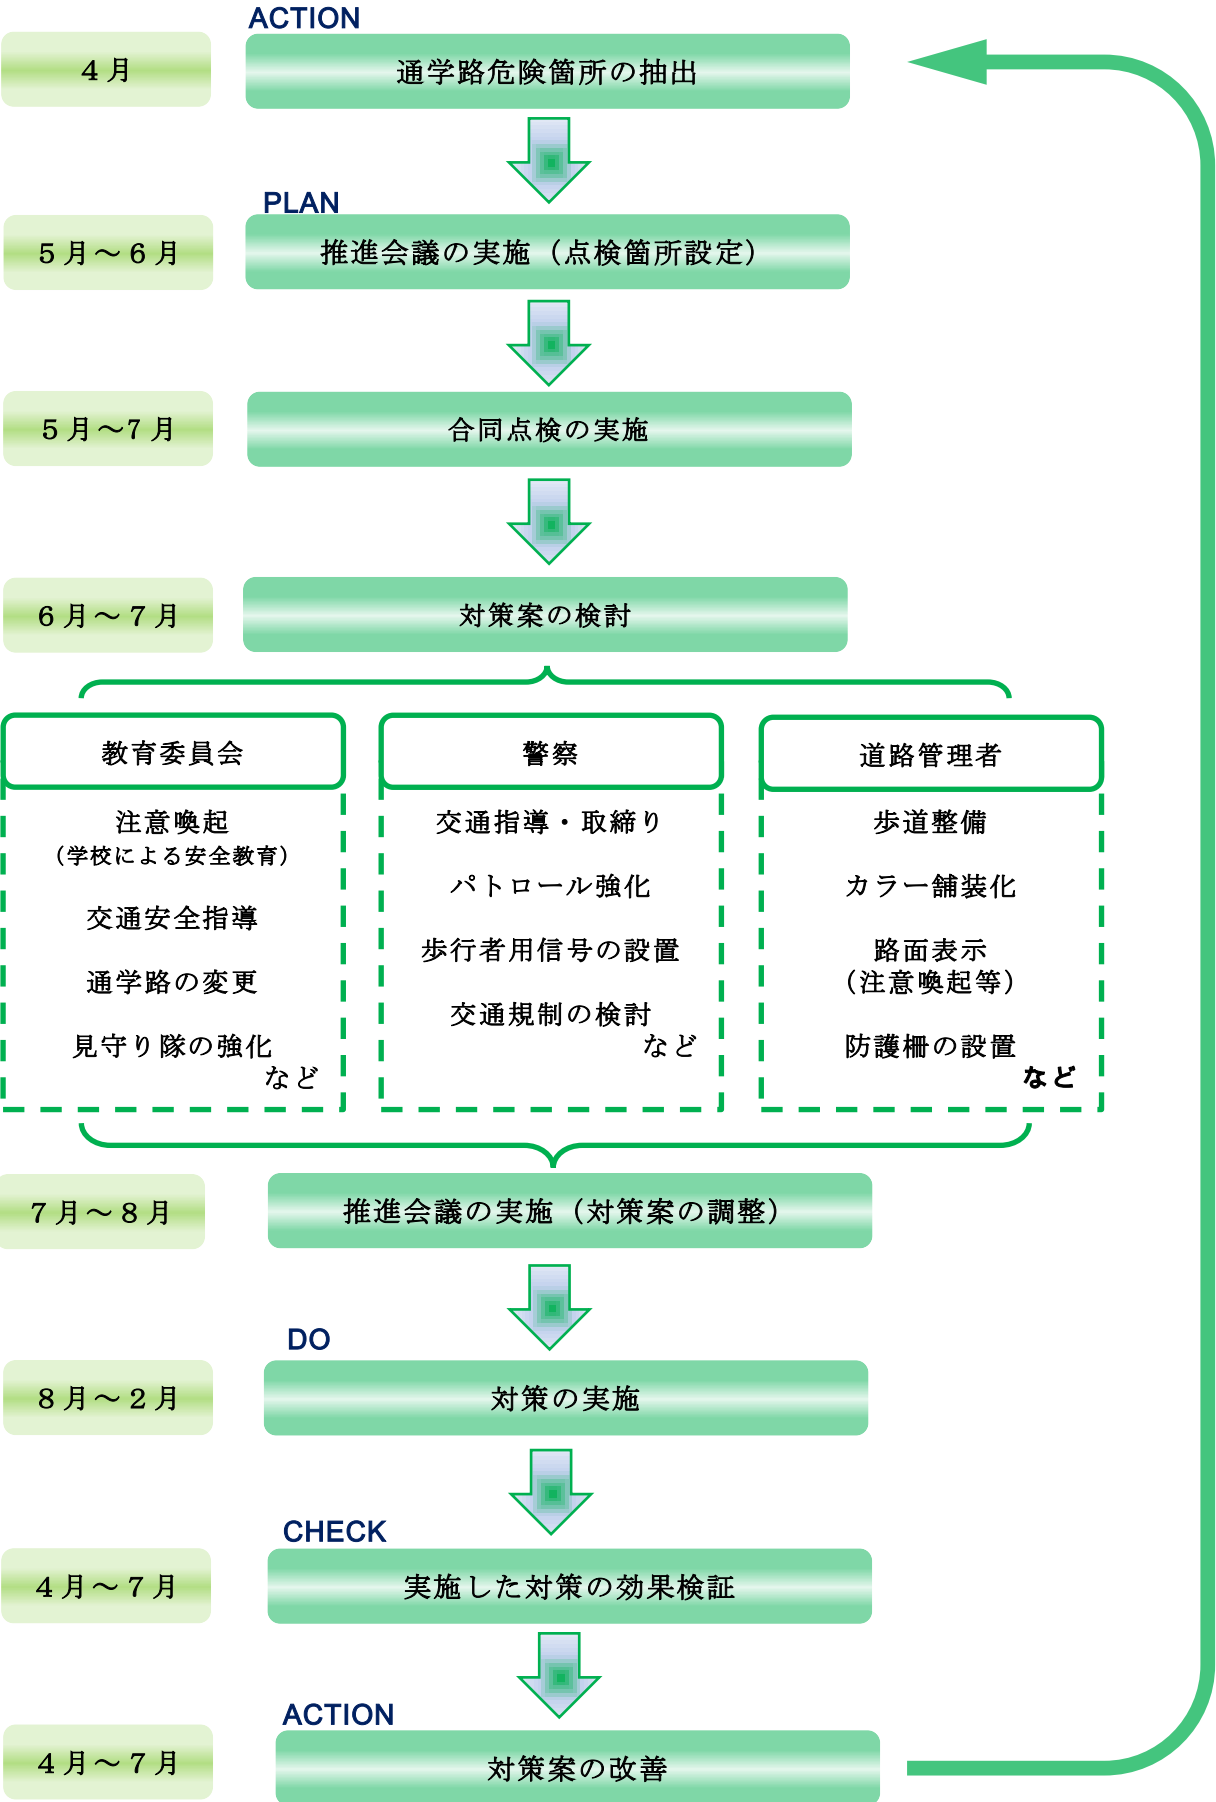 ACTION
４月
通学路危険箇所の抽出
PLAN
５月～６月
推進会議の実施（点検箇所設定）
５月～7月
合同点検の実施
６月～７月
対策案の検討
教育委員会
注意喚起
（学校による安全教育）
交通安全指導
通学路の変更
見守り隊の強化
など
警察
交通指導・取締り
パトロール強化
歩行者用信号の設置
交通規制の検討
など
道路管理者
歩道整備
カラー舗装化
路面表示
（注意喚起等）
防護柵の設置
など
７月～８月
推進会議の実施（対策案の調整）
DO
８月～２月
対策の実施
CHECK
４月～７月
実施した対策の効果検証
ACTION
４月～７月
対策案の改善